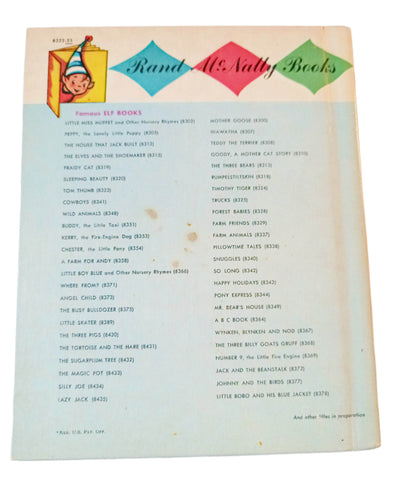 8325:25
Rand McNally Books
Famous ELF BOOKS
LITTLE MISS MUFFET and Other Nursery Rhymes (8302)
PEPPY, the Lonely Little Puppy (8305)
THE HOUSE THAT JACK BUILT (8312)
THE ELVES AND THE SHOEMAKER (8313)
PRAIDY CAT (8319)
SLEEPING BEAUTY (8320)
TOM THUMB (8323)
COWBOYS (8341)
WILD ANIMALS (8348)
BUDDY, the Little Taxi (8351)
KERRY, the Fire-Engine Dog (8353)
CHESTER, the Little Pony (8354)
A FARM FOR ANDY (8358)
LITTLE BOY BLUE and Other Nursery Rhymes (8366)
WHERE FROM? (8371)
ANGEL CHILD (8373)
THE BUSY BULLDOZER (8375)
LITTLE SKATER (8389)
THE THREE PIGS (8430)
THE TORTOISE AND THE HARE (8431)
THE SUGARPLUM TREE (8432)
THE MAGIC POT (8433)
SILLY JOE (8434)
LAZY JACK (8435)
MOTHER GOOSE (8300)
HIAWATHA (8307)
TEDDY THE TERRIER (8308)
GOODY, A MOTHER CAT STORY (8310)
THE THREE BEARS (8313)
RUMPELSTILTSKIN (8318)
TIMOTHY TIGER (8324)
TRUCKS (8325)
FOREST BABIES (8328)
FARM FRIENDS (8329)
FARM ANIMALS (8337)
PILLOWTIME TALES (8338)
SNUGGLES (8340)
SO LONG (8342)
HAPPY HOLIDAYS (8343)
PONY EXPRESS (8344)
MR. BEAR'S HOUSE (8349)
A B C BOOK (8364)
WYNKEN, BLYNKEN AND NOD (8367)
THE THREE BILLY GOATS GRUFF (8368)
NUMBER 9, the Little Fire Engine (8369)
JACK AND THE BEANSTALK (8372)
JOHNNY AND THE BIRDS (8377)
LITTLE BOBO AND HIS BLUE JACKET (8378)
And other titles in preparation
*Reg. U.S. Pat. Off.